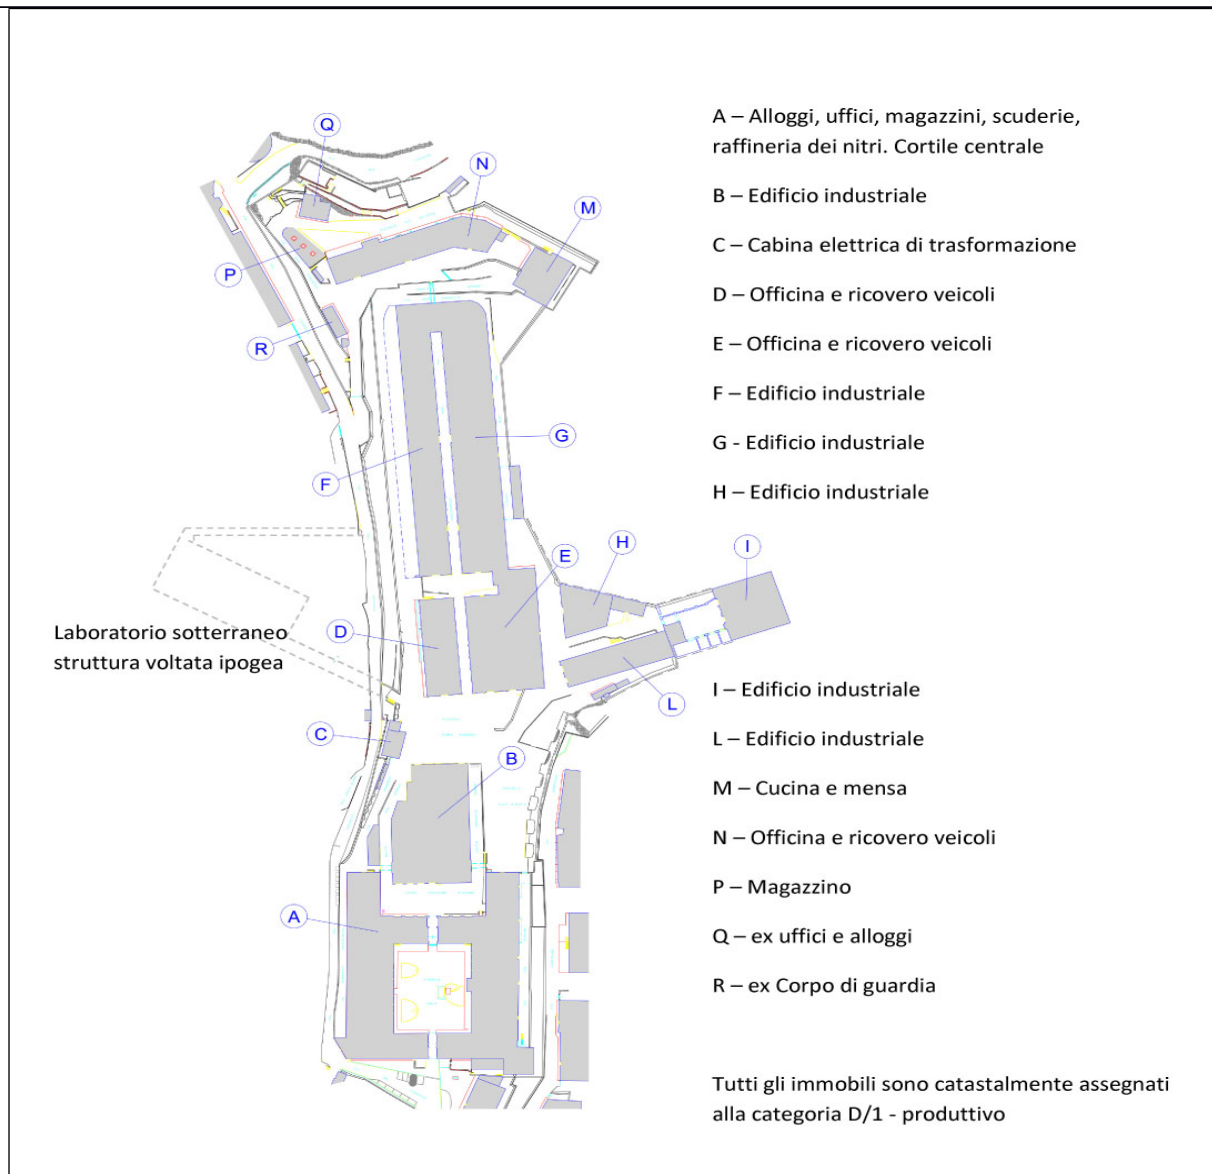 A – Alloggi, uffici, magazzini, scuderie,
raffineria dei nitri. Cortile centrale
B – Edificio industriale
C – Cabina elettrica di trasformazione
D – Officina e ricovero veicoli
E – Officina e ricovero veicoli
F – Edificio industriale
G - Edificio industriale
H – Edificio industriale
I – Edificio industriale
L – Edificio industriale
M – Cucina e mensa
N – Officina e ricovero veicoli
P – Magazzino
Q – ex uffici e alloggi
R – ex Corpo di guardia
Tutti gli immobili sono catastalmente assegnati
alla categoria D/1 - produttivo
Laboratorio sotterraneo
struttura voltata ipogea
Q
N
M
P
R
G
F
H
I
E
D
L
C
B
A